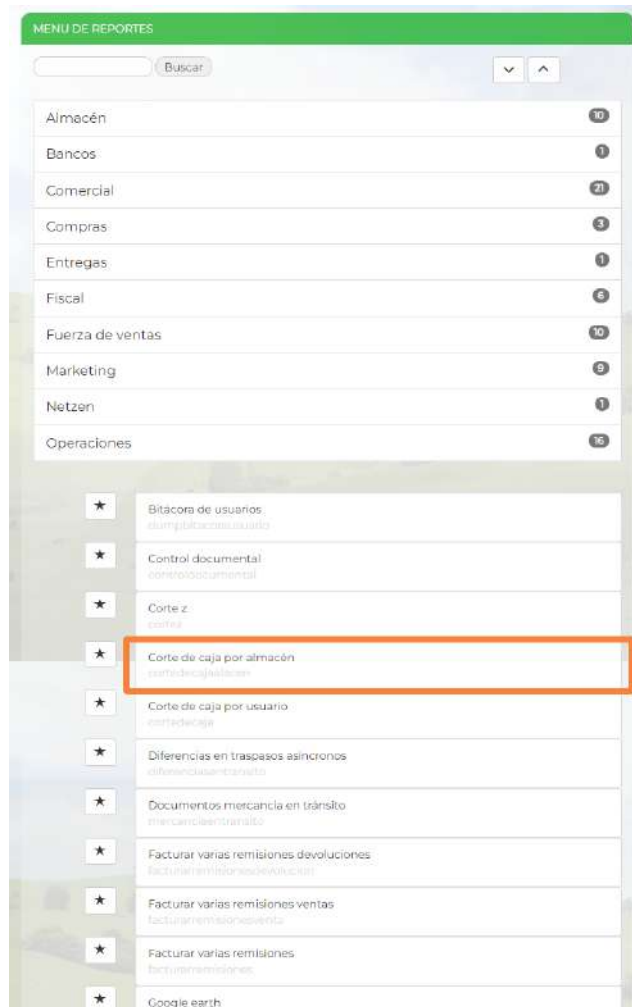 MENU DE REPORTES
Buscar
Almacén 10
Bancos 1
Comercial 21
Compras 3
Entregas 1
Fiscal 6
Fuerza de ventas 10
Marketing 9
Netzen 1
Operaciones 16
Bitácora de usuarios
Control documental
controldocumental
Corte z
cortez
Corte de caja por almacén
Corte de caja por usuario
cortedecaja
Diferencias en traspasos asíncronos
diferenciasentransito
Documentos mercancía en tránsito
mercanciaentransito
Facturar varias remisiones devoluciones
facturarremisionesdevolucion
Facturar varias remisiones ventas
facturarremisionesventa
Facturar varias remisiones
facturarremisiones
Google earth